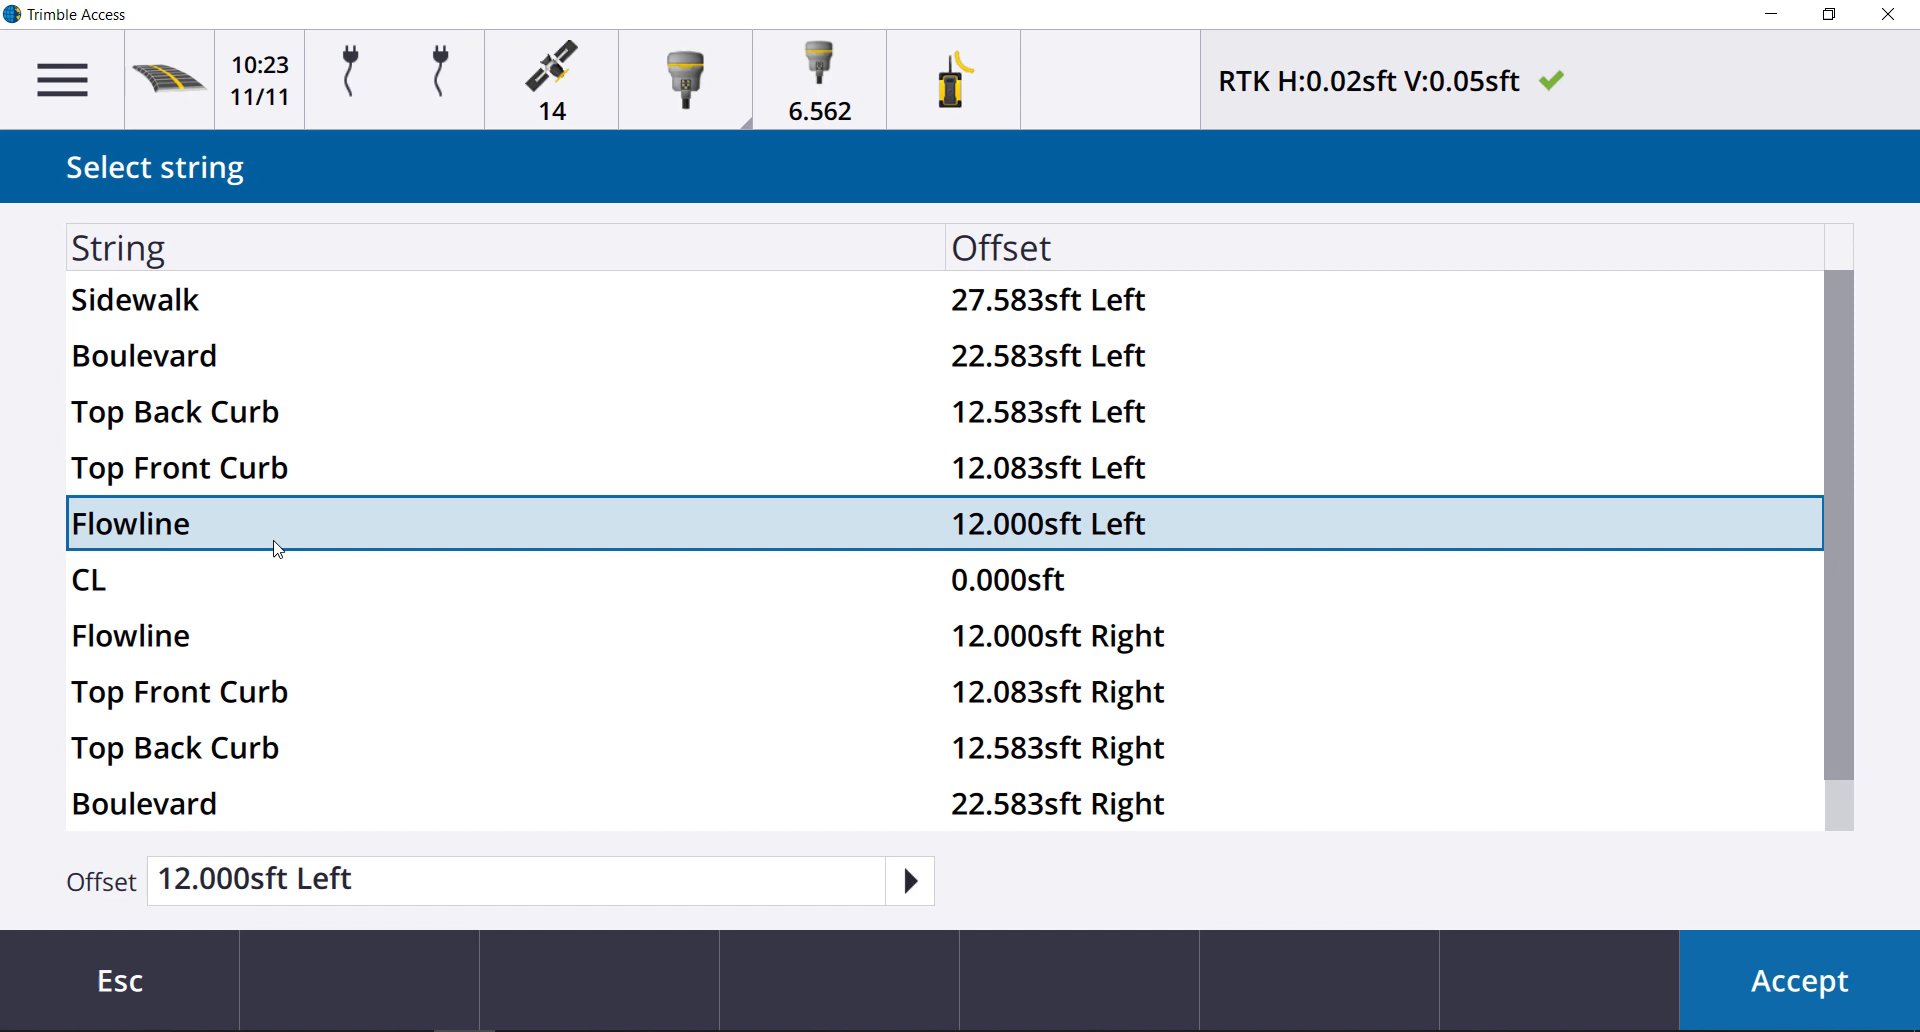 Trimble Access
10:23
11/11
14
6.562
RTK H:0.02sft V:0.05sft
Select string
String Offset
Sidewalk 27.583sft Left
Boulevard 22.583sft Left
Top Back Curb 12.583sft Left
Top Front Curb 12.083sft Left
Flowline 12.000sft Left
CL 0.000sft
Flowline 12.000sft Right
Top Front Curb 12.083sft Right
Top Back Curb 12.583sft Right
Boulevard 22.583sft Right
Offset 12.000sft Left
Esc Accept